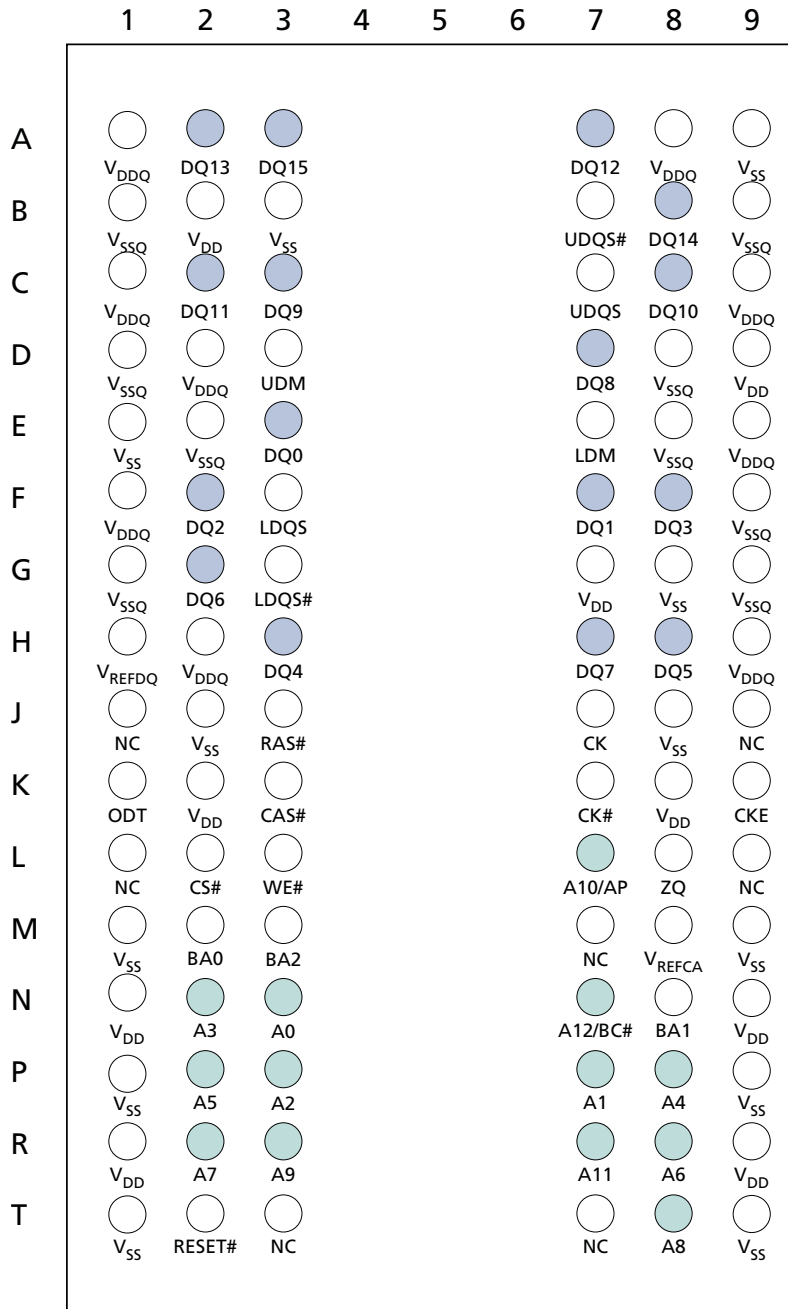 1 2 3 4 5 6 7 8 9
A
VDDQ DQ13 DQ15 DQ12 VDDQ VSS
B
VSSQ VDD VSS UDQS# DQ14 VSSQ
C
VDDQ DQ11 DQ9 UDQS DQ10 VDDQ
D
VSSQ VDDQ UDM DQ8 VSSQ VDD
E
VSS VSSQ DQ0 LDM VSSQ VDDQ
F
VDDQ DQ2 LDQS DQ1 DQ3 VSSQ
G
VSSQ DQ6 LDQS# VDD VSS VSSQ
H
VREFDQ VDDQ DQ4 DQ7 DQ5 VDDQ
J
NC VSS RAS# CK VSS NC
K
ODT VDD CAS# CK# VDD CKE
L
NC CS# WE# A10/AP ZQ NC
M
VSS BA0 BA2 NC VREFCA VSS
N
VDD A3 A0 A12/BC# BA1 VDD
P
VSS A5 A2 A1 A4 VSS
R
VDD A7 A9 A11 A6 VDD
T
VSS RESET# NC NC A8 VSS